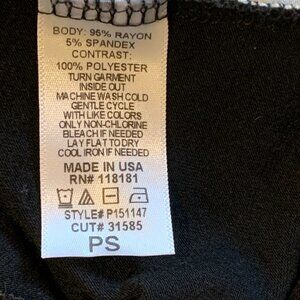 BODY: 95% RAYON
5% SPANDEX
CONTRAST:
100% POLYESTER
TURN GARMENT
INSIDE OUT
MACHINE WASH COLD
GENTLE CYCLE
WITH LIKE COLORS
ONLY NON-CHLORINE
BLEACH IF NEEDED
LAY FLAT TO DRY
COOL IRON IF NEEDED
MADE IN USA
RN# 118181
STYLE# P151147
CUT# 31585
PS